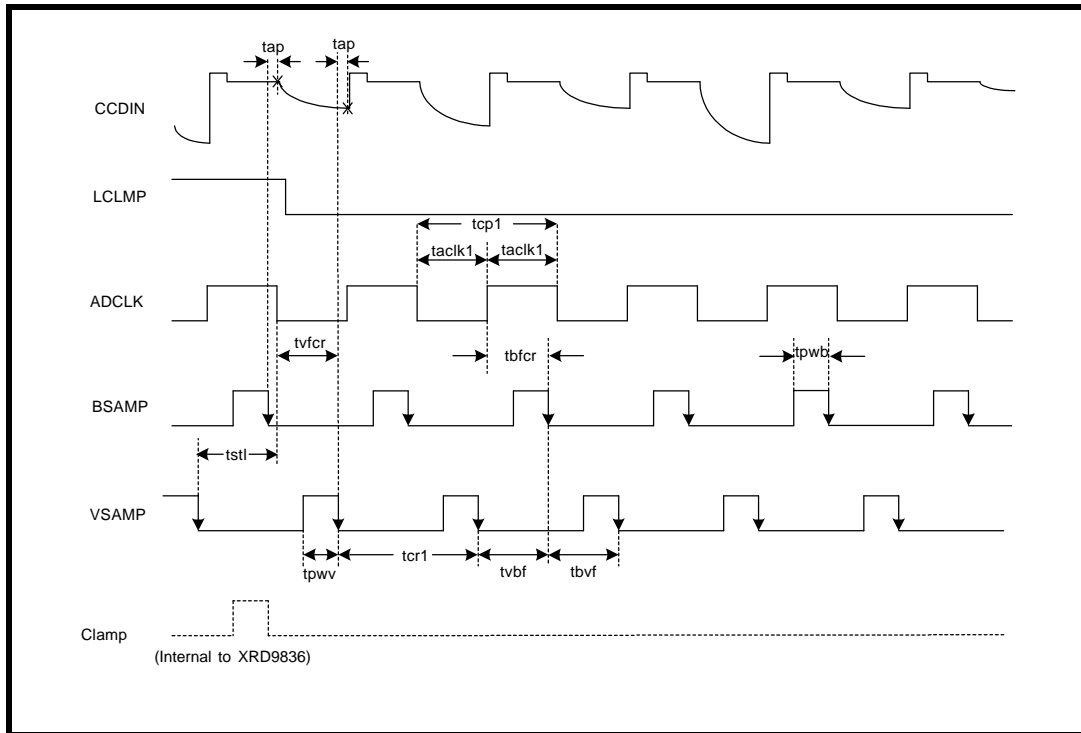 tap
tap
CCDIN
LCLMP
tcp1
taclk1
taclk1
ADCLK
tvfcr
tbfcr
tpwb
BSAMP
tstl
VSAMP
tpwv
tcr1
tvbf
tbvf
Clamp
(Internal to XRD9836)